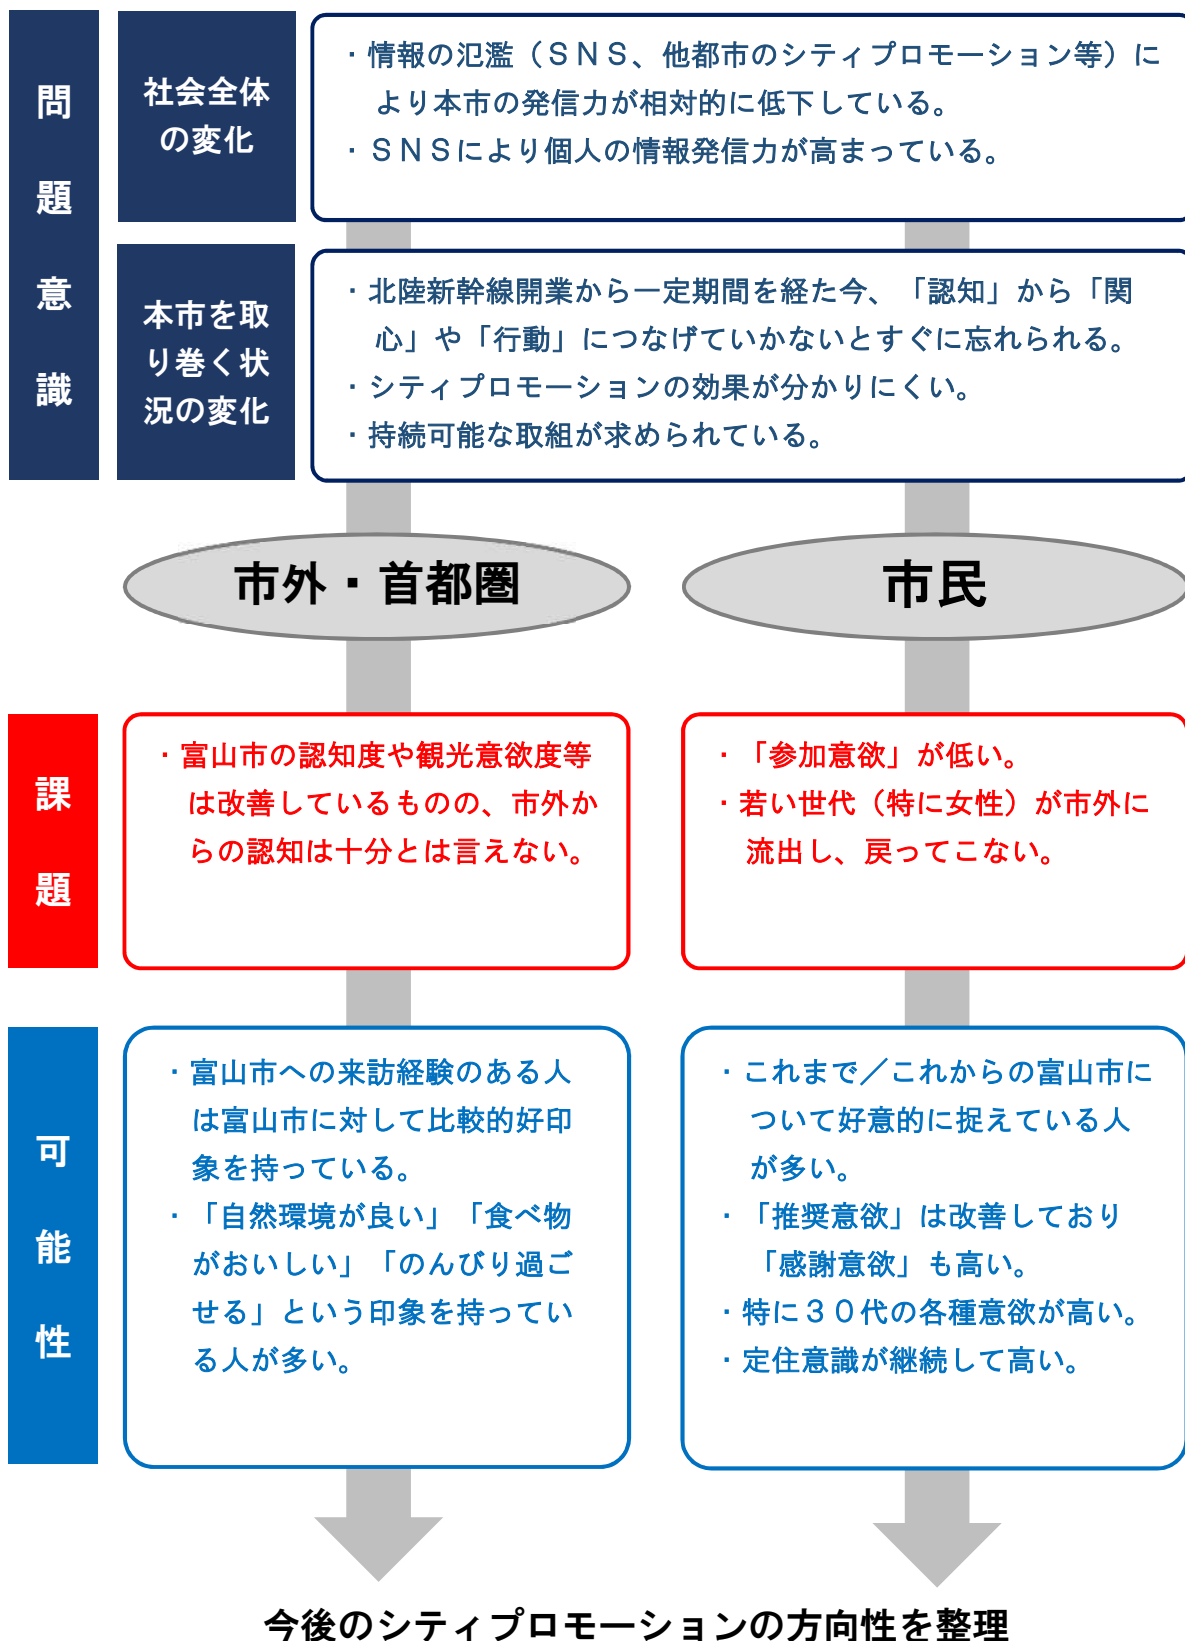 問題意識
社会全体
の変化
・情報の氾濫（ＳＮＳ、他都市のシティプロモーション等）に
より本市の発信力が相対的に低下している。
・ＳＮＳにより個人の情報発信力が高まっている。
本市を取
り巻く状
況の変化
・北陸新幹線開業から一定期間を経た今、「認知」から「関
心」や「行動」につなげていかないとすぐに忘れられる。
・シティプロモーションの効果が分かりにくい。
・持続可能な取組が求められている。
市外・首都圏
市民
課題
・富山市の認知度や観光意欲度等
は改善しているものの、市外か
らの認知は十分とは言えない。
・「参加意欲」が低い。
・若い世代（特に女性）が市外に
流出し、戻ってこない。
可能性
・富山市への来訪経験のある人
は富山市に対して比較的好印
象を持っている。
・「自然環境が良い」「食べ物
がおいしい」「のんびり過ご
せる」という印象を持ってい
る人が多い。
・これまで／これからの富山市に
ついて好意的に捉えている人
が多い。
・「推奨意欲」は改善しており
「感謝意欲」も高い。
・特に３０代の各種意欲が高い。
・定住意識が継続して高い。
今後のシティプロモーションの方向性を整理